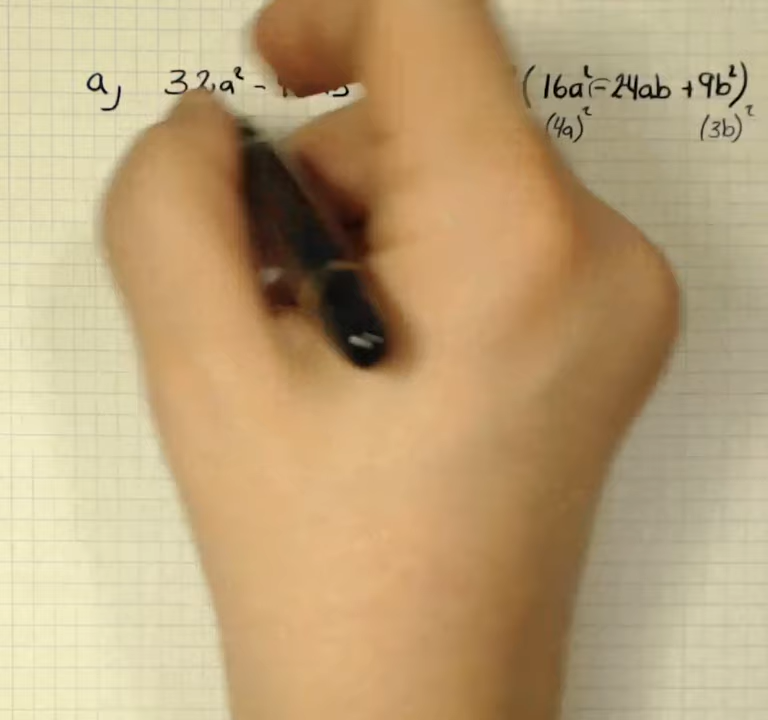 a) 32a² - (16a² - 24ab + 9b²)
(4a)² (3b)²